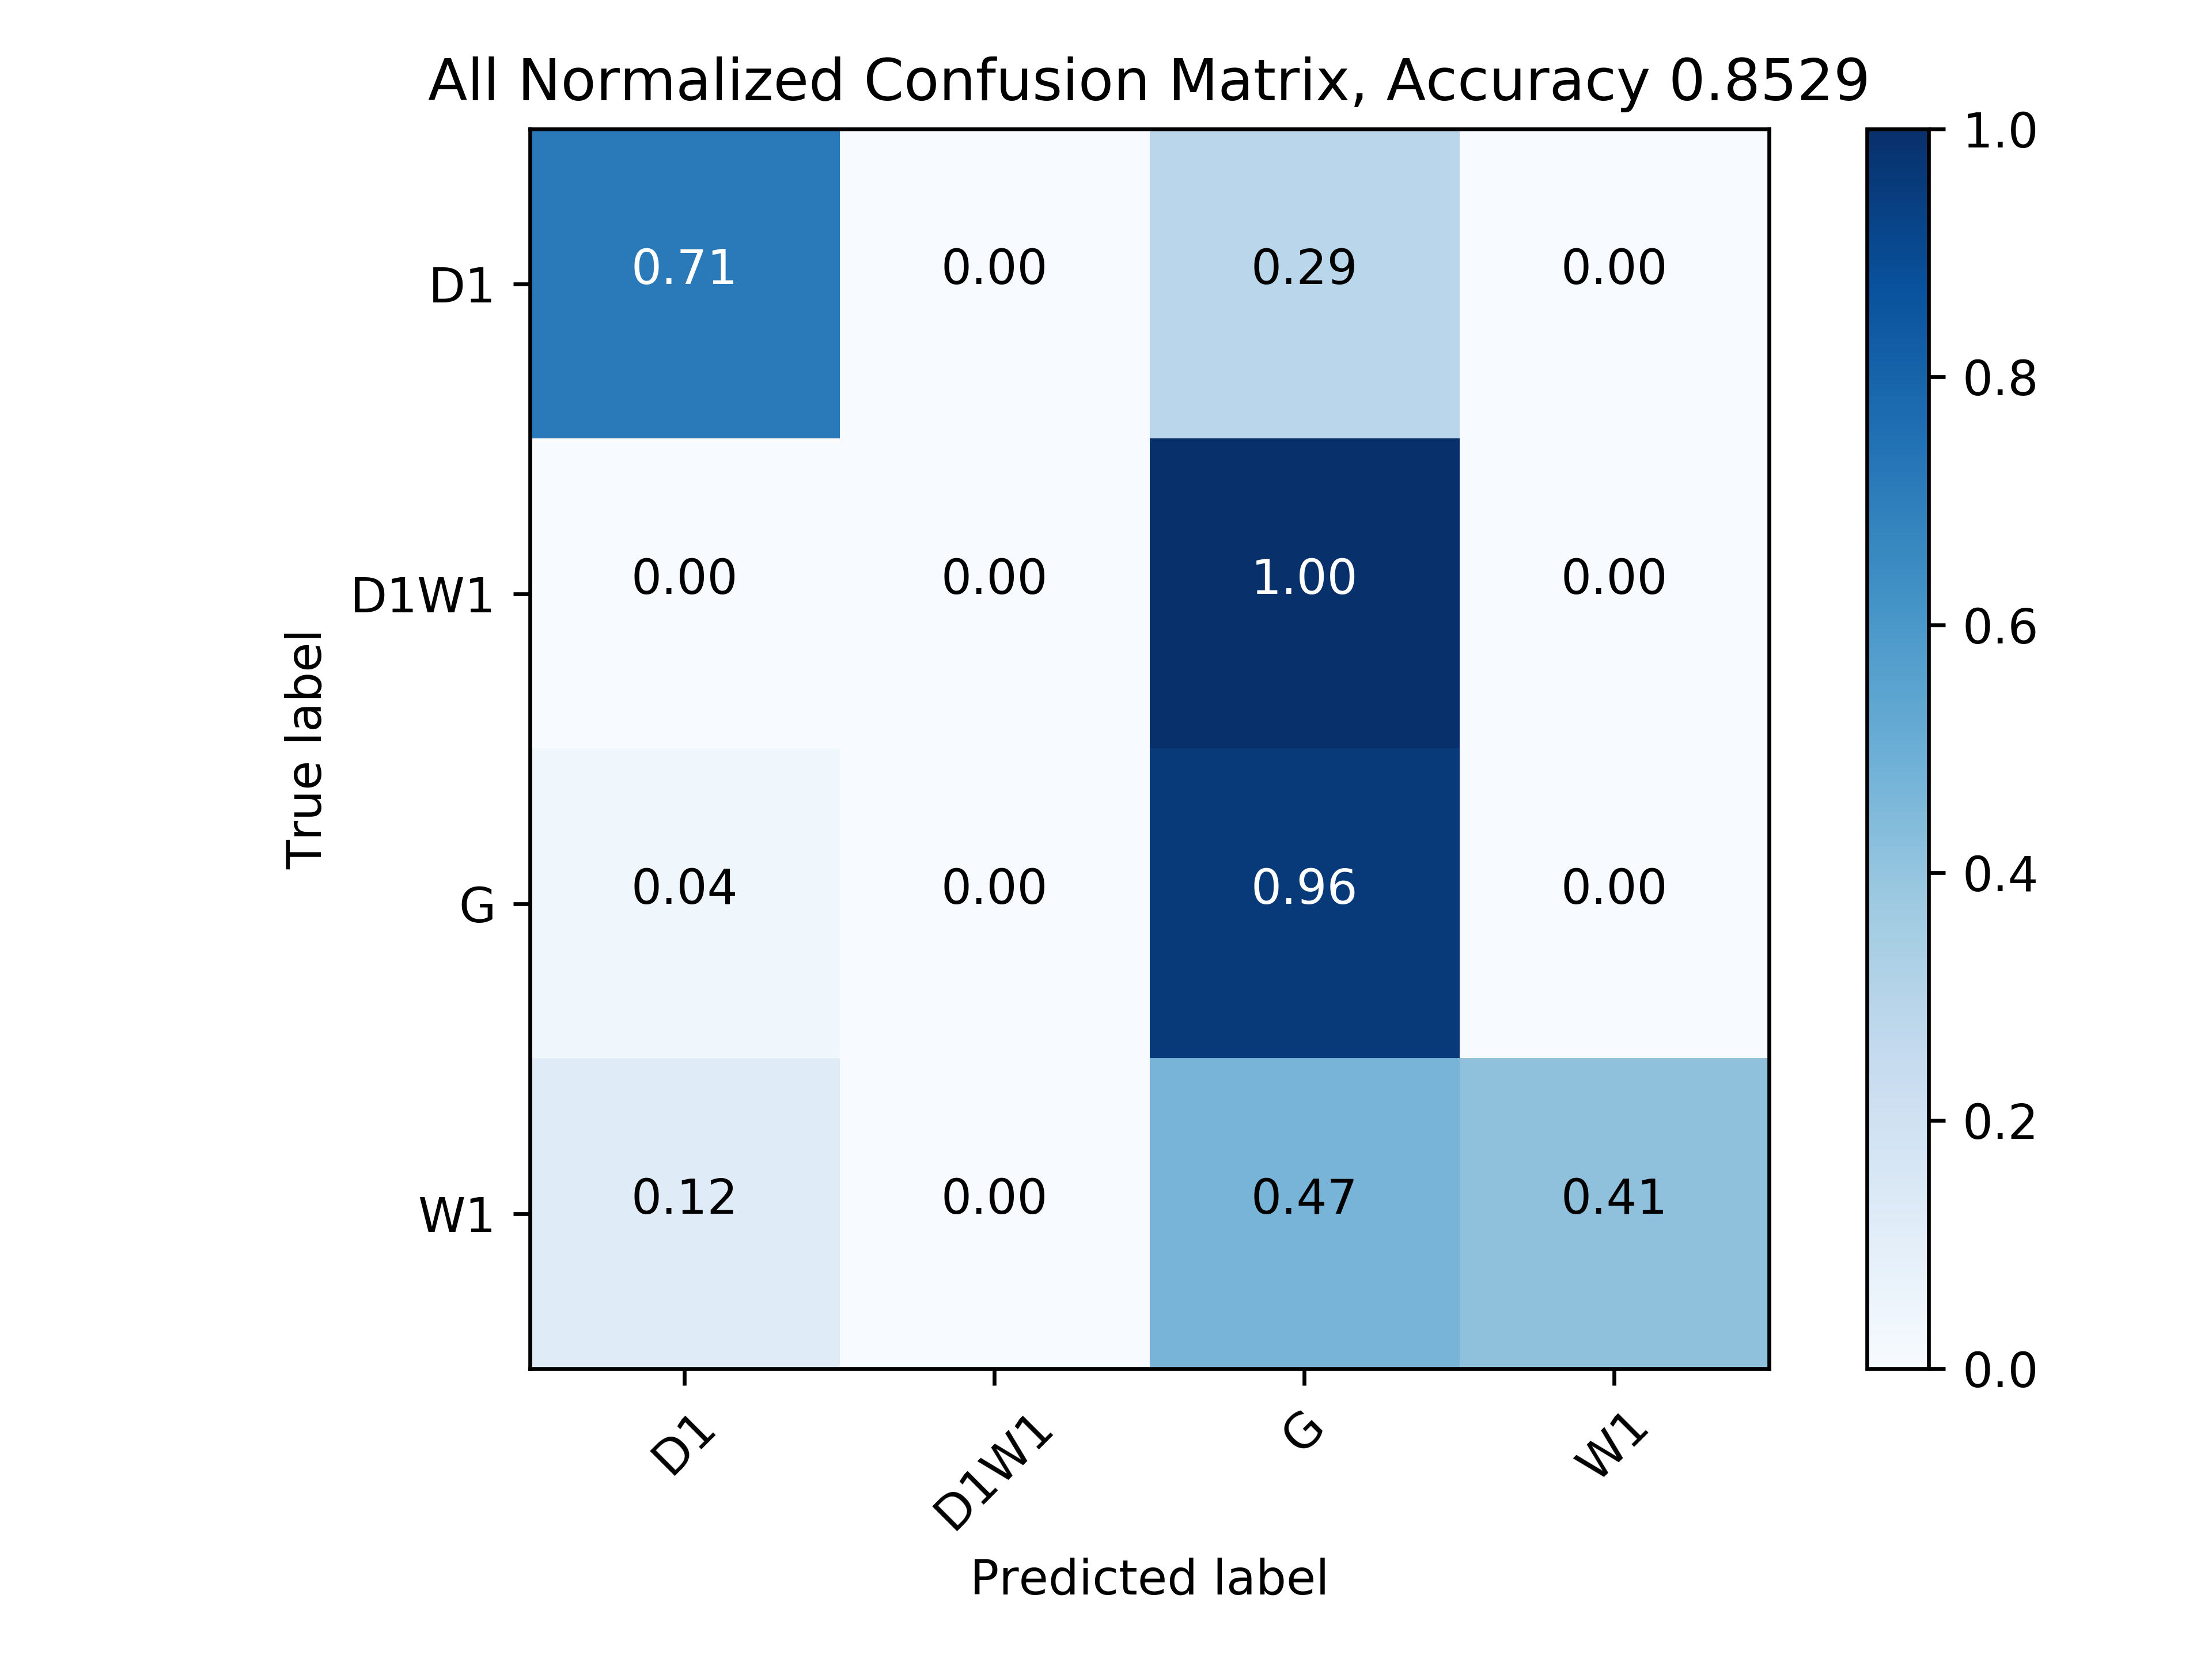 All Normalized Confusion Matrix, Accuracy 0.8529
True label
D1 0.71 0.00 0.29 0.00
D1W1 0.00 0.00 1.00 0.00
G 0.04 0.00 0.96 0.00
W1 0.12 0.00 0.47 0.41
D1 D1W1 G W1
Predicted label
1.0
0.8
0.6
0.4
0.2
0.0